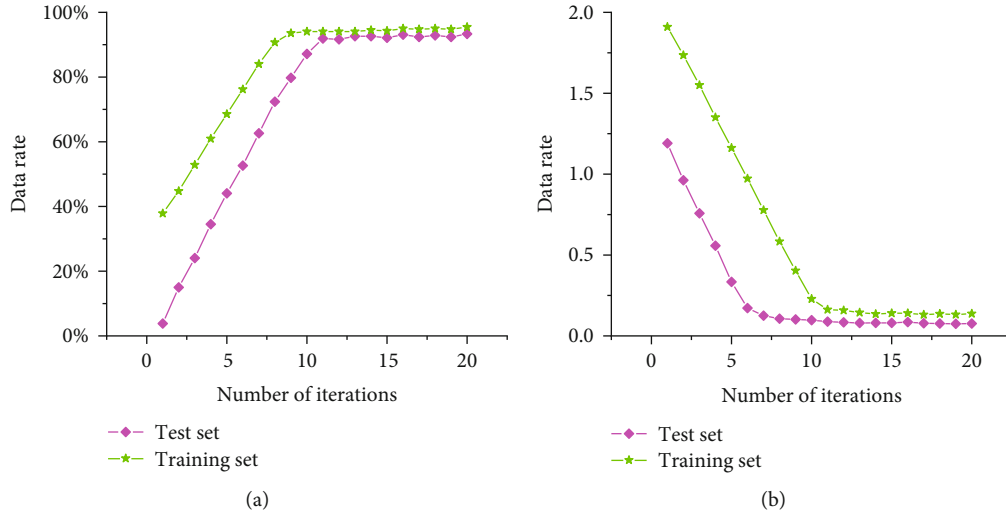 100%
80%
60%
40%
20%
0%
Data rate
0 5 10 15 20
Number of iterations
Test set
Training set
(a)
2.0
1.5
1.0
0.5
0.0
Data rate
0 5 10 15 20
Number of iterations
Test set
Training set
(b)